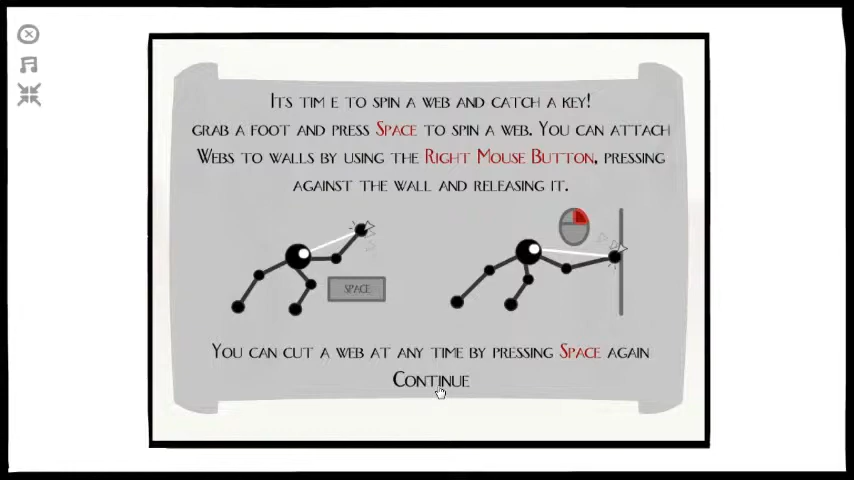 ITS TIM E TO SPIN A WEB AND CATCH A KEY!
GRAB A FOOT AND PRESS SPACE TO SPIN A WEB. YOU CAN ATTACH
WEBS TO WALLS BY USING THE RIGHT MOUSE BUTTON, PRESSING
AGAINST THE WALL AND RELEASING IT.
SPACE
YOU CAN CUT A WEB AT ANY TIME BY PRESSING SPACE AGAIN
CONTINUE